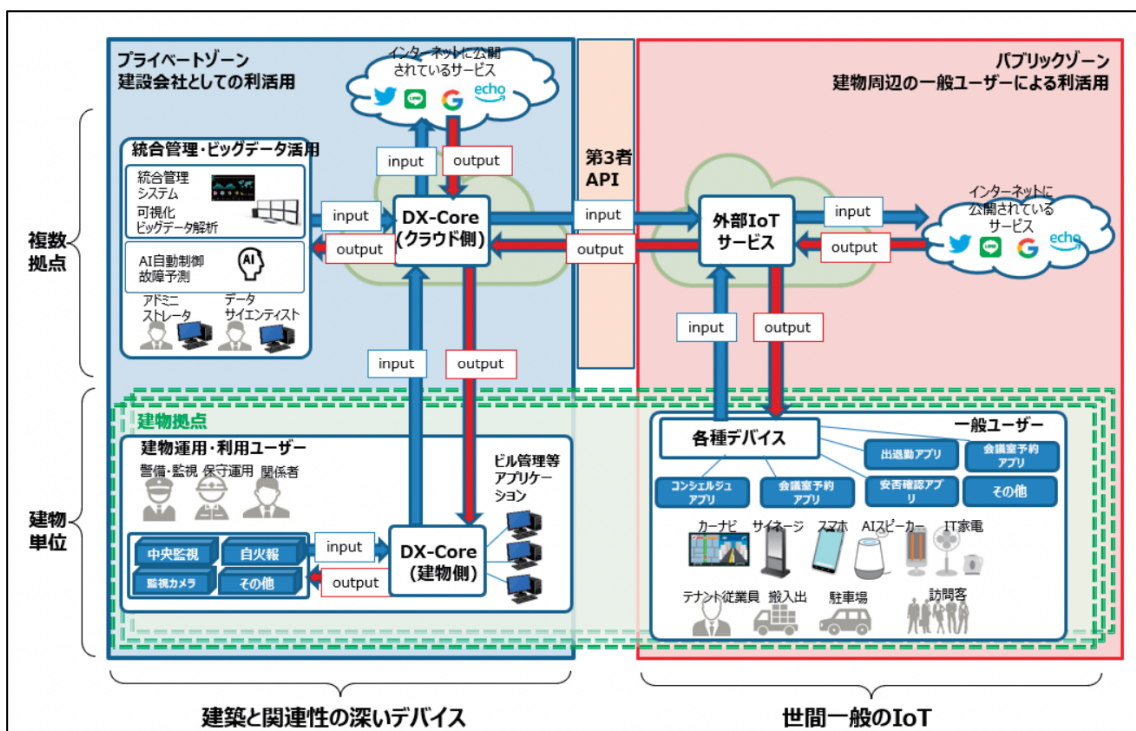 プライベートゾーン
建設会社としての利活用
インターネットに公開
されているサービス
echo
input
output
統合管理・ビッグデータ活用
統合管理
システム
可視化
ビッグデータ解析
AI自動制御
故障予測
AI
アドミニ
ストレータ
データ
サイエンティスト
input
output
DX-Core
(クラウド側)
第3者
API
input
output
パブリックゾーン
建物周辺の一般ユーザーによる利活用
外部IoT
サービス
input
output
インターネットに
公開されている
サービス
echo
複数
拠点
input
output
input
output
建物
単位
建物拠点
建物運用・利用ユーザー
警備・監視
保守運用
関係者
中央監視
自火報
監視カメラ
その他
input
output
DX-Core
(建物側)
ビル管理等
アプリケー
ション
一般ユーザー
各種デバイス
出退勤アプリ
会議室予約
アプリ
コンシェルジュ
アプリ
会議室予約
アプリ
安否確認アプ
リ
その他
カーナビ
サイネージ
スマホ
AIスピーカー
IT家電
テナント従業員
搬入出
駐車場
訪問客
建築と関連性の深いデバイス
世間一般のIoT